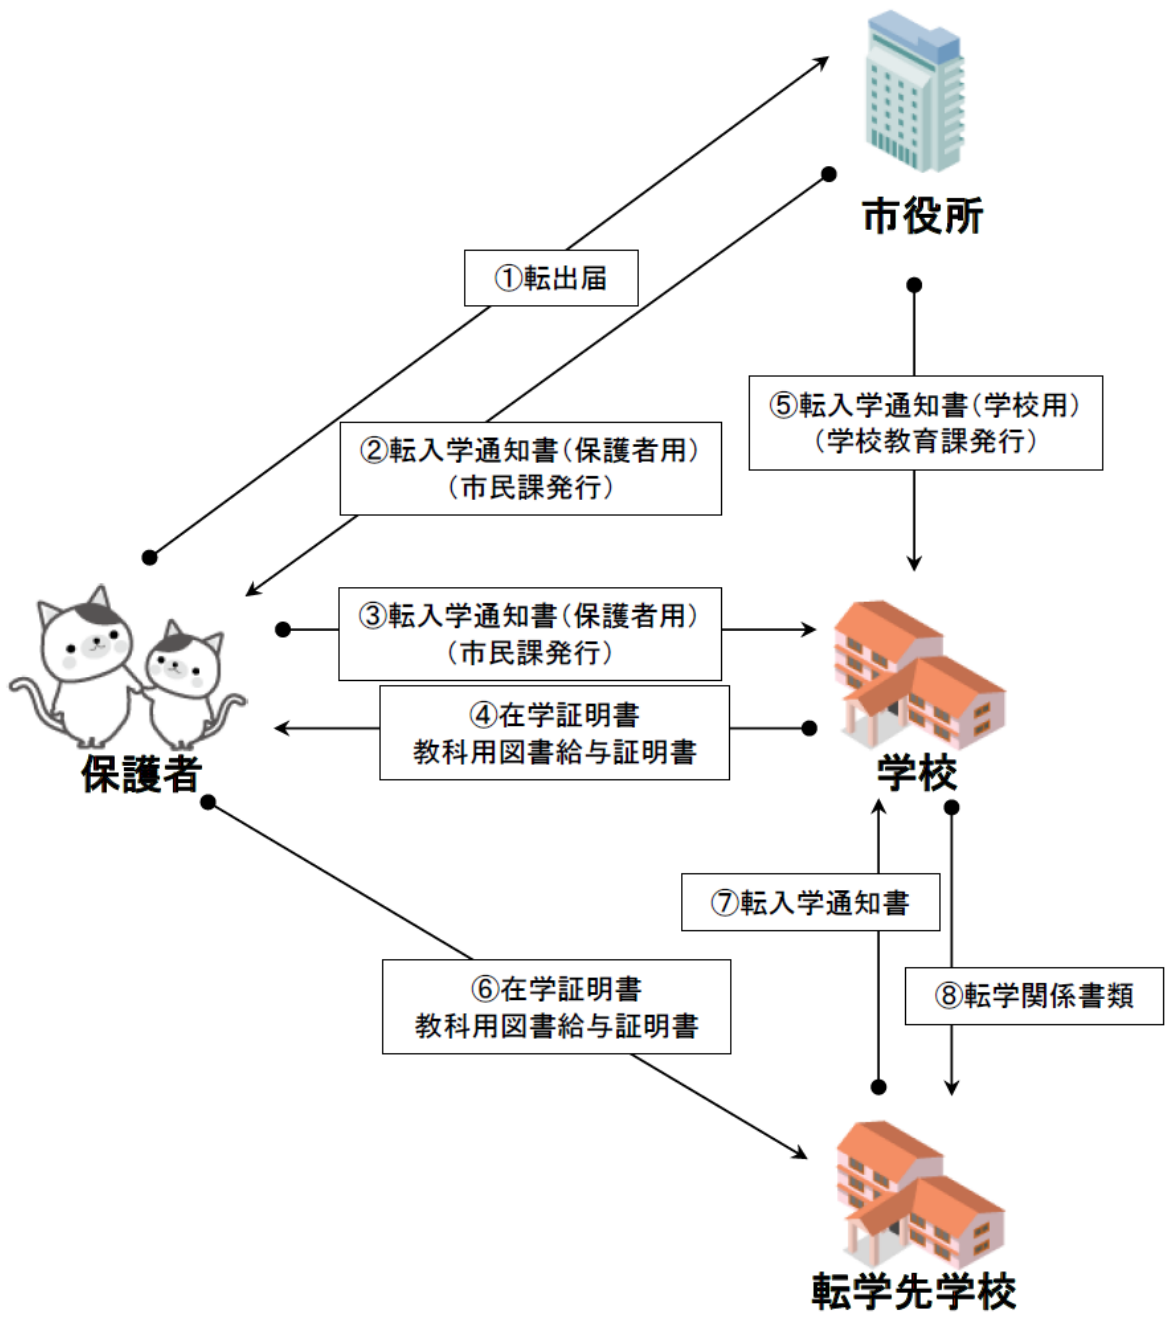 市役所
①転出届
⑤転入学通知書（学校用）
（学校教育課発行）
②転入学通知書（保護者用）
（市民課発行）
③転入学通知書（保護者用）
（市民課発行）
④在学証明書
教科用図書給与証明書
保護者
学校
⑦転入学通知書
⑥在学証明書
教科用図書給与証明書
⑧転学関係書類
転学先学校